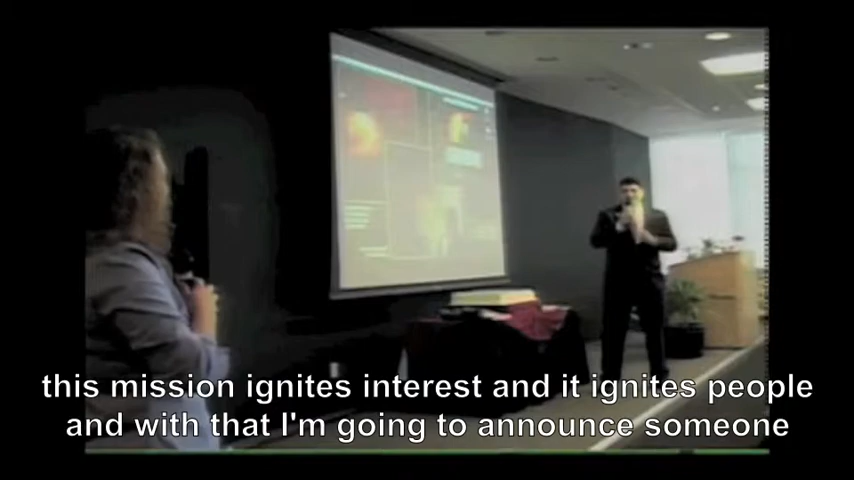 this mission ignites interest and it ignites people
and with that I'm going to announce someone